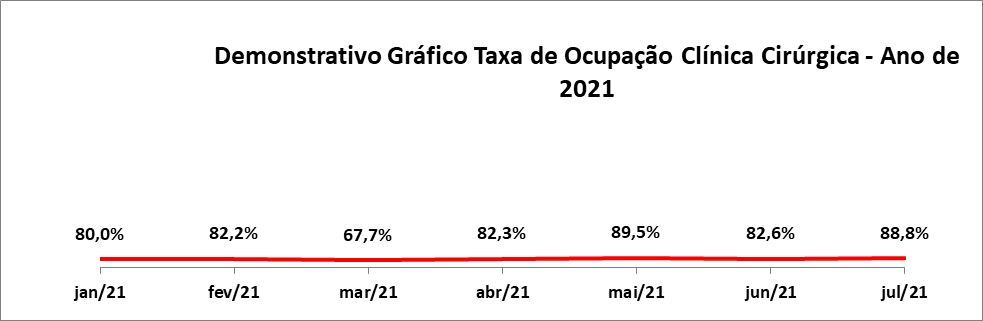 Demonstrativo Gráfico Taxa de Ocupação Clínica Cirúrgica - Ano de
2021
80,0% 82,2% 67,7% 82,3% 89,5% 82,6% 88,8%
jan/21 fev/21 mar/21 abr/21 mai/21 jun/21 jul/21